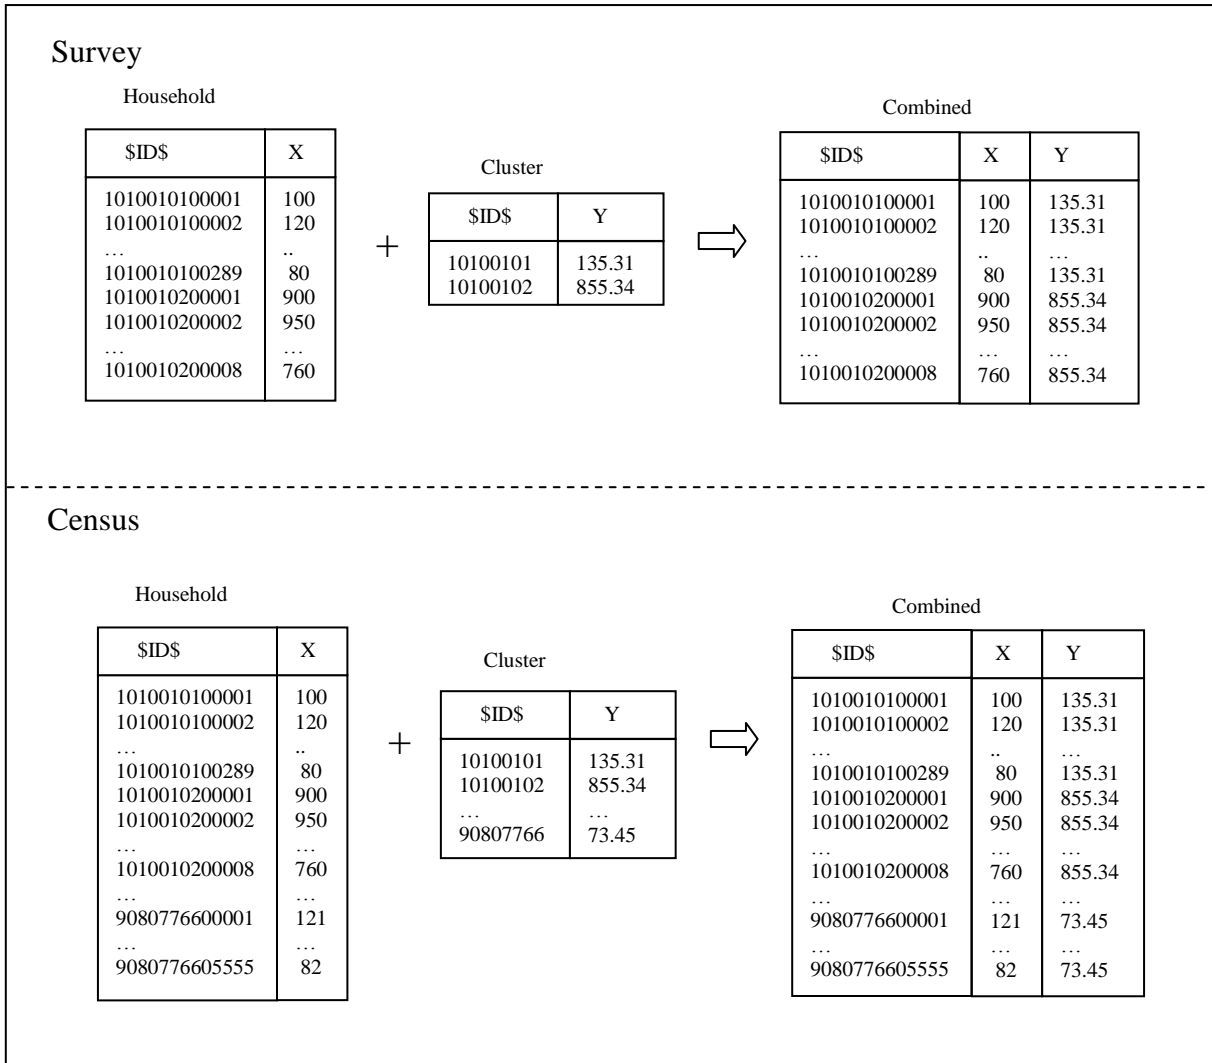 Survey
Household
$ID$ X
1010010100001 100
1010010100002 120
… ..
1010010100289 80
1010010200001 900
1010010200002 950
… …
1010010200008 760
+
Cluster
$ID$ Y
10100101 135.31
10100102 855.34
Combined
$ID$ X Y
1010010100001 100 135.31
1010010100002 120 135.31
… .. …
1010010100289 80 135.31
1010010200001 900 855.34
1010010200002 950 855.34
… … …
1010010200008 760 855.34
Census
Household
$ID$ X
1010010100001 100
1010010100002 120
… ..
1010010100289 80
1010010200001 900
1010010200002 950
… …
1010010200008 760
… …
9080776600001 121
… …
9080776605555 82
+
Cluster
$ID$ Y
10100101 135.31
10100102 855.34
… …
90807766 73.45
Combined
$ID$ X Y
1010010100001 100 135.31
1010010100002 120 135.31
… .. …
1010010100289 80 135.31
1010010200001 900 855.34
1010010200002 950 855.34
… … …
1010010200008 760 855.34
… … …
9080776600001 121 73.45
… … …
9080776605555 82 73.45